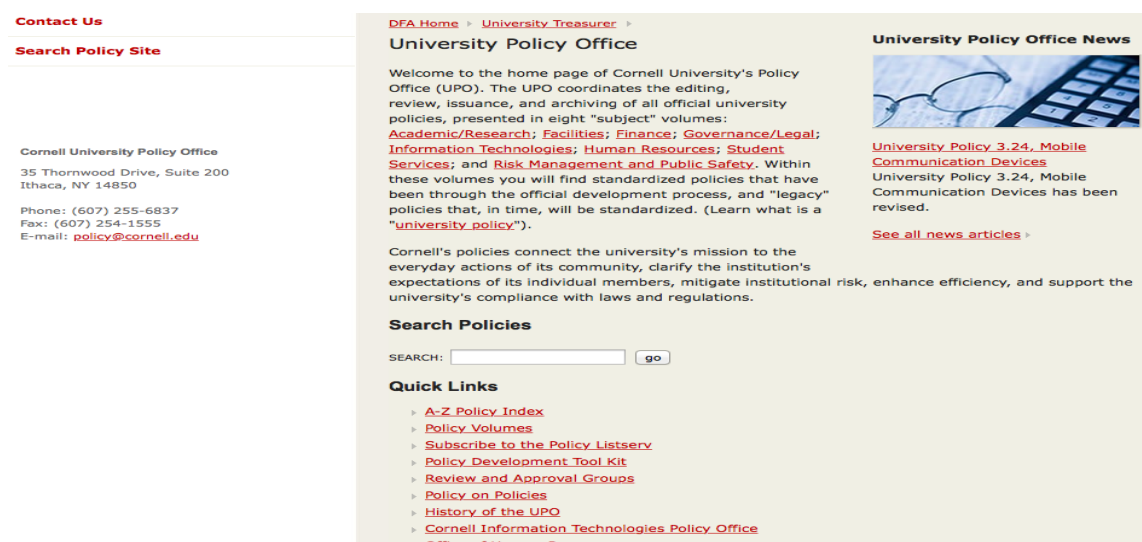 Contact Us
Search Policy Site
Cornell University Policy Office
35 Thornwood Drive, Suite 200
Ithaca, NY 14850
Phone: (607) 255-6837
Fax: (607) 254-1555
E-mail: policy@cornell.edu
DFA Home University Treasurer
University Policy Office
Welcome to the home page of Cornell University's Policy
Office (UPO). The UPO coordinates the editing,
review, issuance, and archiving of all official university
policies, presented in eight "subject" volumes:
Academic/Research; Facilities; Finance; Governance/Legal;
Information Technologies; Human Resources; Student
Services; and Risk Management and Public Safety. Within
these volumes you will find standardized policies that have
been through the official development process, and "legacy"
policies that, in time, will be standardized. (Learn what is a
"university policy").
Cornell's policies connect the university's mission to the
everyday actions of its community, clarify the institution's
expectations of its individual members, mitigate institutional risk, enhance efficiency, and support the
university's compliance with laws and regulations.
University Policy Office News
University Policy 3.24, Mobile
Communication Devices
University Policy 3.24, Mobile
Communication Devices has been
revised.
See all news articles
Search Policies
SEARCH: go
Quick Links
A-Z Policy Index
Policy Volumes
Subscribe to the Policy Listserv
Policy Development Tool Kit
Review and Approval Groups
Policy on Policies
History of the UPO
Cornell Information Technologies Policy Office